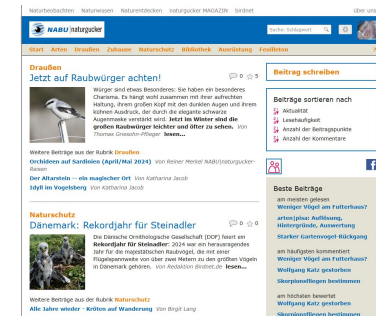 Naturbeobachten Naturwissen Naturentdecken naturgucker MAGAZIN birdnet über uns
NABU|naturgucker
Suche: Schlagwort
Start Arten Draußen Zuhause Naturschutz Bibliothek Ausrüstung Feuilleton ?
Draußen
Jetzt auf Raubwürger achten! 0 5
Würger sind etwas Besonderes: Sie haben ein besonderes
Charisma. Es hängt wohl zusammen mit ihrer aufrechten
Haltung, ihrem großen Kopf mit den dunklen Augen und ihrem
kühnen Ausdruck, der durch die elegante schwarze
Augenmaske verstärkt wird. Jetzt im Winter sind die
großen Raubwürger leichter und öfter zu sehen. Von
Thomas Griesohn-Pflieger lesen...
Weitere Beiträge aus der Rubrik Draußen
Orchideen auf Sardinien (April/Mai 2024) Von Reiner Merkel NABU|naturgucker-
Reisen
Der Altarstein -- ein magischer Ort Von Katharina Jacob
Idyll im Vogelsberg Von Katharina Jacob
Naturschutz
Dänemark: Rekordjahr für Steinadler 0 0
Die Dänische Ornithologische Gesellschaft (DOF) feiert ein
Rekordjahr für Steinadler: 2024 war ein herausragendes
Jahr für die majestätischen Raubvögel, die mit einer
Flügelspannweite von über zwei Metern zu den größten Vögeln
in Dänemark gehören. Von Redaktion Birdnet.de lesen...
Weitere Beiträge aus der Rubrik Naturschutz
Alle Jahre wieder - Kröten auf Wanderung Von Birgit Lang
Beitrag schreiben
Beiträge sortieren nach
Aktualität
Lesehäufigkeit
Anzahl der Beitragspunkte
Anzahl der Kommentare
Beste Beiträge
am meisten gelesen
Weniger Vögel am Futterhaus?
arten|pisa: Auflösung,
Hintergründe, Auswertung
Starker Gartenvogel-Rückgang
am häufigsten kommentiert
Weniger Vögel am Futterhaus?
Wolfgang Katz gestorben
Skorpionsfliegen bestimmen
am höchsten bewertet
Wolfgang Katz gestorben
Skorpionsfliegen bestimmen